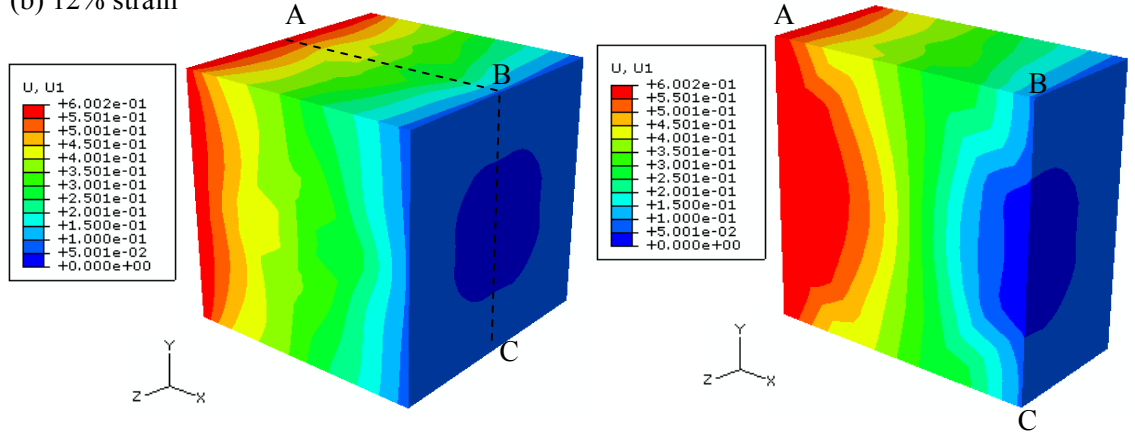 (b) 12% strain
A
B
C
U, U1
+6.002e-01
+5.501e-01
+5.001e-01
+4.501e-01
+4.001e-01
+3.501e-01
+3.001e-01
+2.501e-01
+2.001e-01
+1.500e-01
+1.000e-01
+5.001e-02
+0.000e+00
Y
Z
X
A
B
C
U, U1
+6.002e-01
+5.501e-01
+5.001e-01
+4.501e-01
+4.001e-01
+3.501e-01
+3.001e-01
+2.501e-01
+2.001e-01
+1.500e-01
+1.000e-01
+5.001e-02
+0.000e+00
Y
Z
X